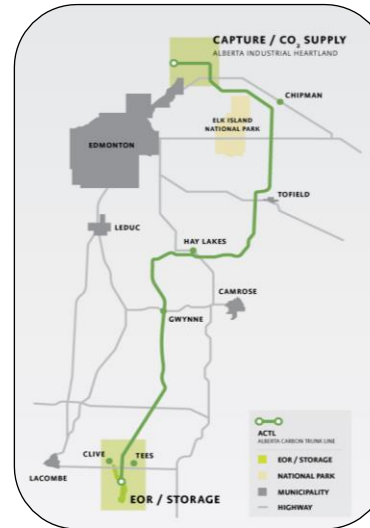 CAPTURE / CO₂ SUPPLY
ALBERTA INDUSTRIAL HEARTLAND
CHIPMAN
ELK ISLAND
NATIONAL PARK
EDMONTON
TOFIELD
LEDUC
HAY LAKES
CAMROSE
GWYNNE
CLIVE
TEES
LACOMBE
EOR / STORAGE
ACTL
ALBERTA CARBON TRUNK LINE
EOR / STORAGE
NATIONAL PARK
MUNICIPALITY
HIGHWAY